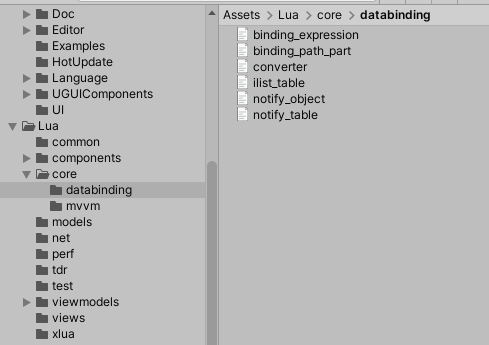 Doc
Editor
Examples
HotUpdate
Language
UGUIComponents
UI
Lua
common
components
core
databinding
mvvm
models
net
perf
tdr
test
viewmodels
views
xlua
Assets > Lua > core > databinding
binding_expression
binding_path_part
converter
ilist_table
notify_object
notify_table